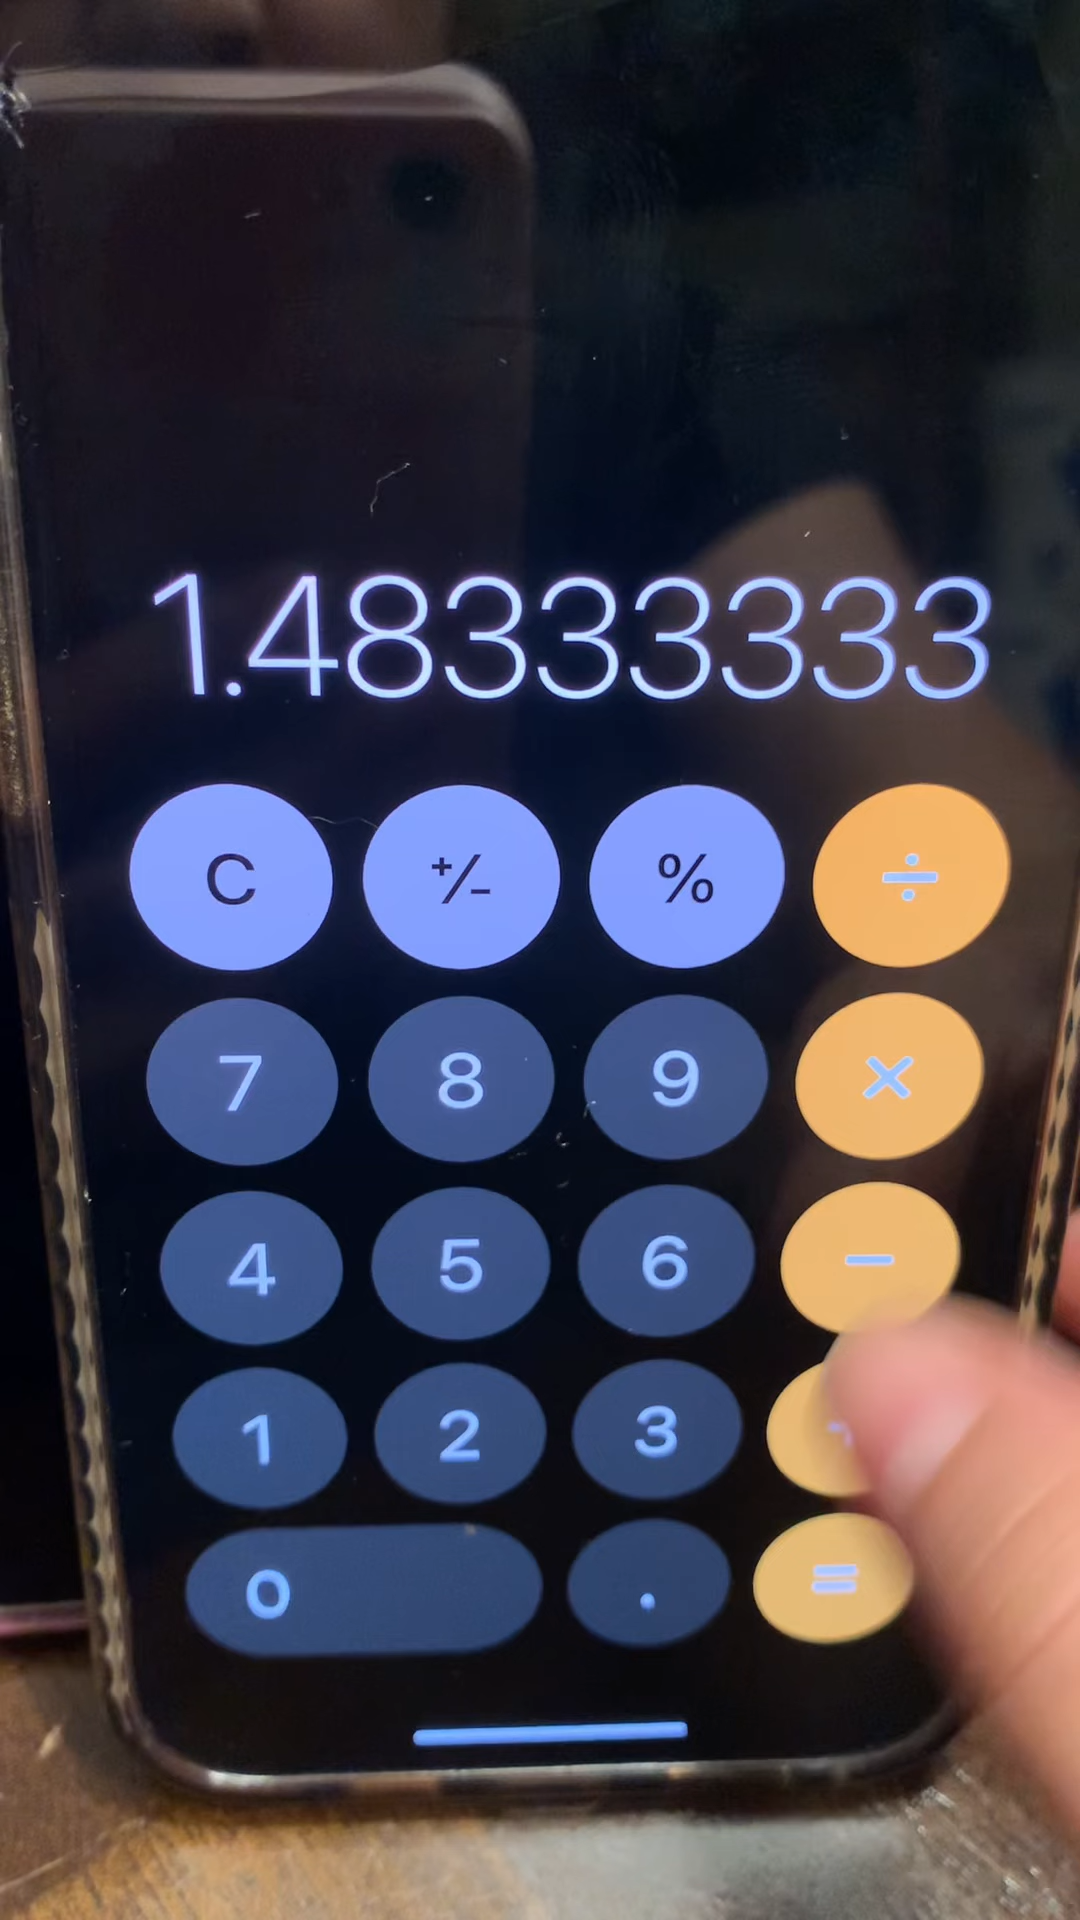 1.48333333
C +/- % ÷
7 8 9 ×
4 5 6 −
1 2 3
0 . =